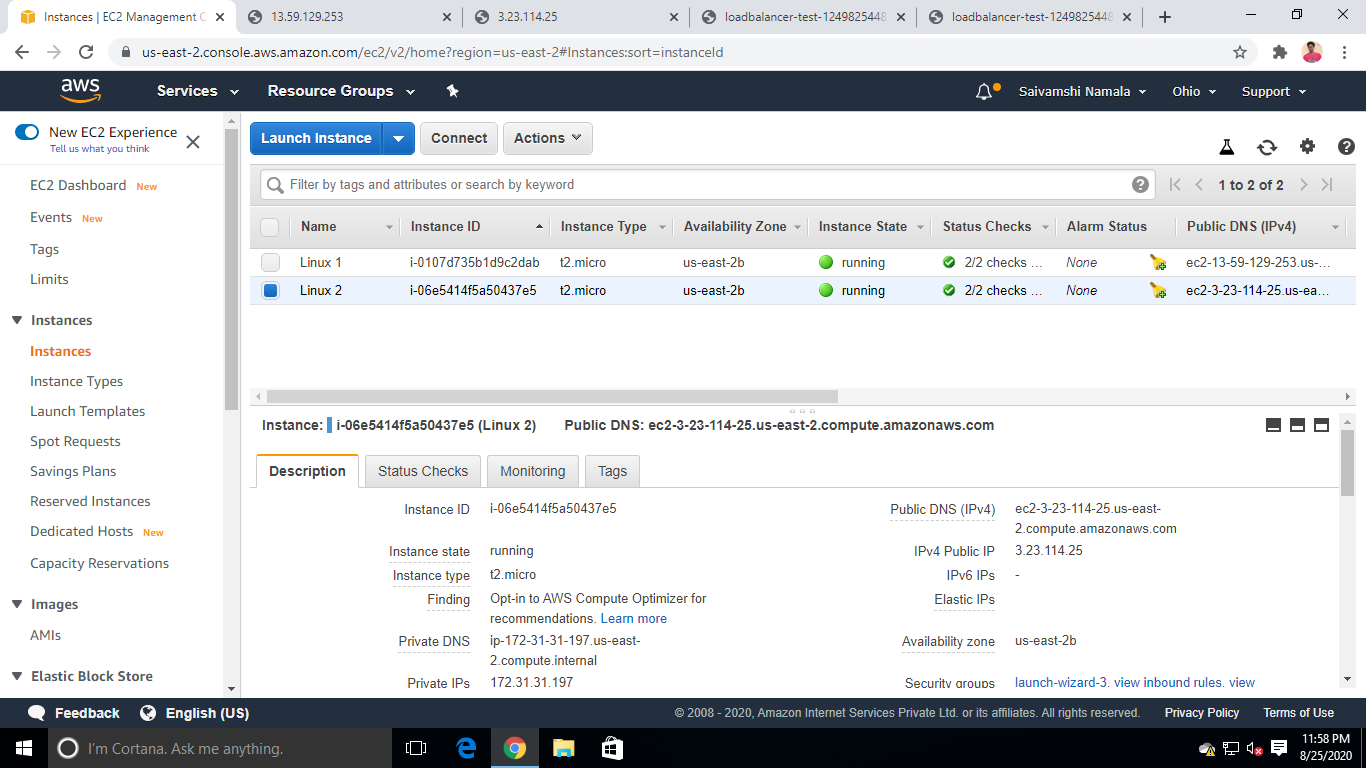 Instances | EC2 Management C
13.59.129.253
3.23.114.25
loadbalancer-test-1249825448
loadbalancer-test-1249825448
us-east-2.console.aws.amazon.com/ec2/v2/home?region=us-east-2#Instances:sort=instanceId
aws Services Resource Groups Saivamshi Namala Ohio Support
New EC2 Experience
Tell us what you think
EC2 Dashboard New
Events New
Tags
Limits
Instances
Instances
Instance Types
Launch Templates
Spot Requests
Savings Plans
Reserved Instances
Dedicated Hosts New
Capacity Reservations
Images
AMIs
Elastic Block Store
Launch Instance Connect Actions
Filter by tags and attributes or search by keyword
1 to 2 of 2
Name Instance ID Instance Type Availability Zone Instance State Status Checks Alarm Status Public DNS (IPv4)
Linux 1 i-0107d735b1d9c2dab t2.micro us-east-2b running 2/2 checks ... None ec2-13-59-129-253.us-...
Linux 2 i-06e5414f5a50437e5 t2.micro us-east-2b running 2/2 checks ... None ec2-3-23-114-25.us-ea...
Instance: i-06e5414f5a50437e5 (Linux 2) Public DNS: ec2-3-23-114-25.us-east-2.compute.amazonaws.com
Description Status Checks Monitoring Tags
Instance ID i-06e5414f5a50437e5
Instance state running
Instance type t2.micro
Finding Opt-in to AWS Compute Optimizer for
recommendations. Learn more
Private DNS ip-172-31-31-197.us-east-
2.compute.internal
Private IPs 172.31.31.197
Public DNS (IPv4) ec2-3-23-114-25.us-east-
2.compute.amazonaws.com
IPv4 Public IP 3.23.114.25
IPv6 IPs -
Elastic IPs
Availability zone us-east-2b
Security groups launch-wizard-3. view inbound rules. view
Feedback English (US) © 2008 - 2020, Amazon Internet Services Private Ltd. or its affiliates. All rights reserved. Privacy Policy Terms of Use
I'm Cortana. Ask me anything.
11:58 PM
8/25/2020